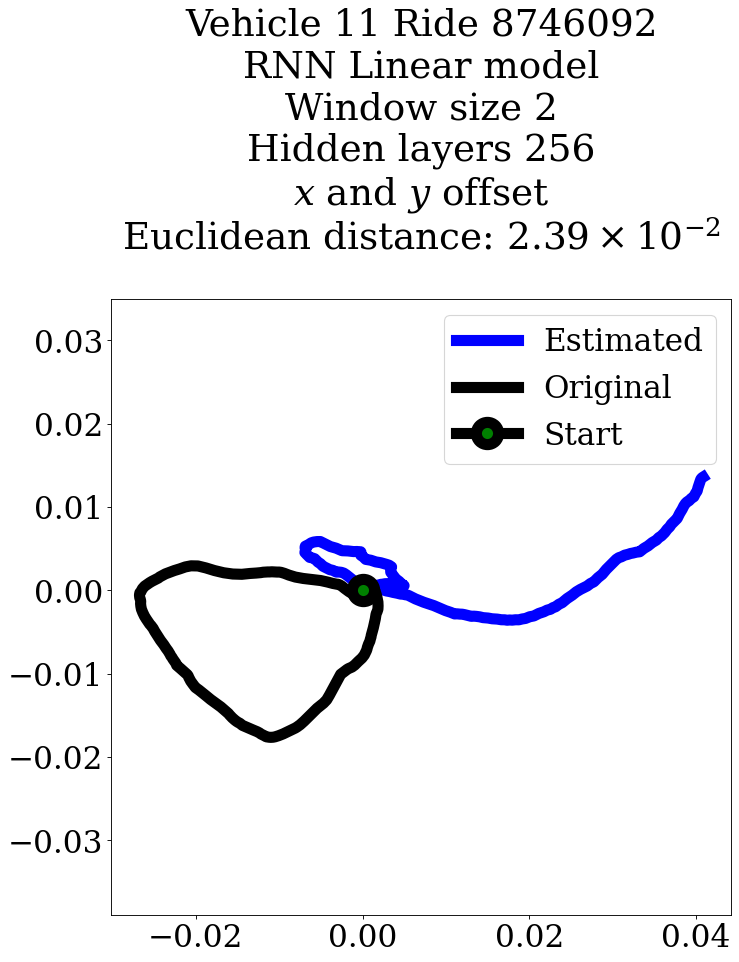 Vehicle 11 Ride 8746092
RNN Linear model
Window size 2
Hidden layers 256
x and y offset
Euclidean distance: 2.39 × 10⁻²
Estimated
Original
Start
0.03
0.02
0.01
0.00
−0.01
−0.02
−0.03
−0.02 0.00 0.02 0.04